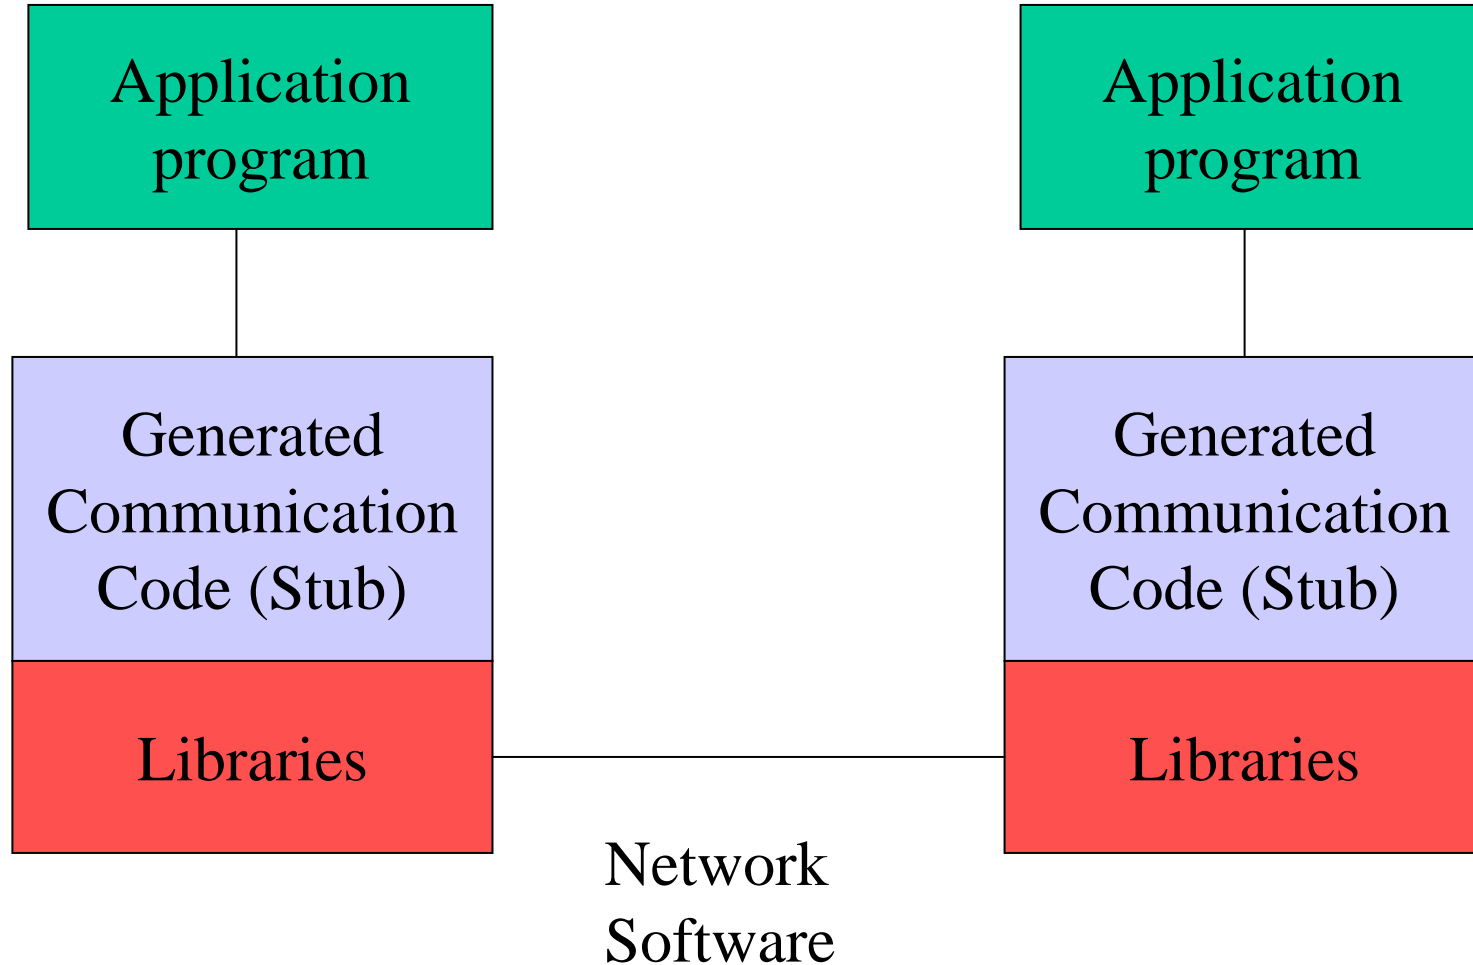 Application
program
Application
program
Generated
Communication
Code (Stub)
Generated
Communication
Code (Stub)
Libraries
Libraries
Network
Software